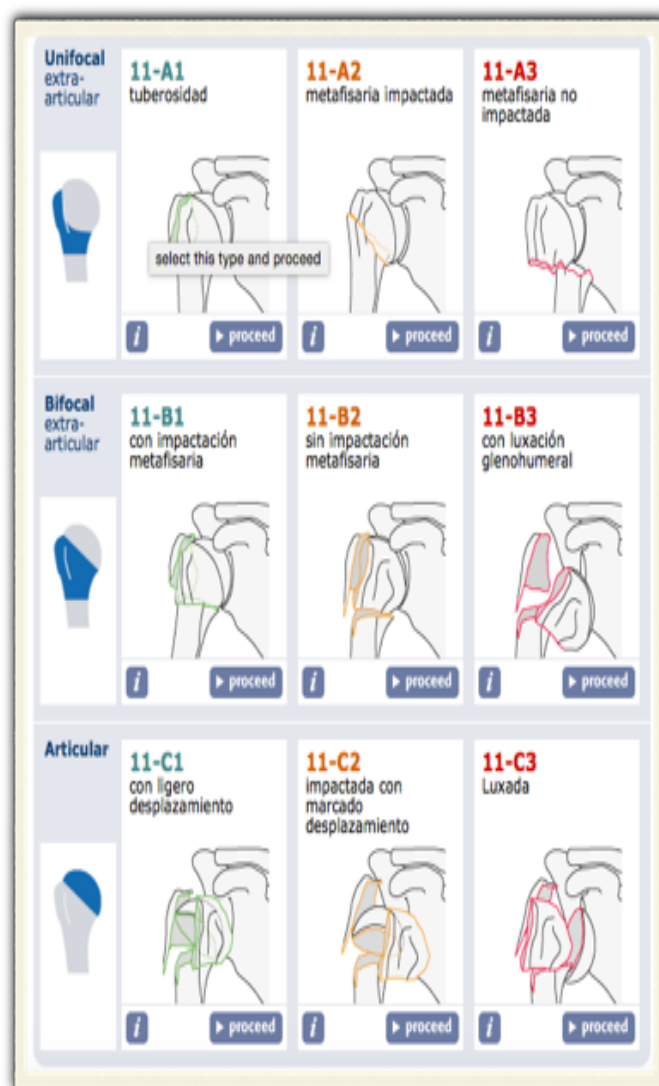 Unifocal
extra-
articular
11-A1
tuberosidad
11-A2
metafisaria impactada
11-A3
metafisaria no
impactada
select this type and proceed
i
proceed
i
proceed
i
proceed
Bifocal
extra-
articular
11-B1
con impactación
metafisaria
11-B2
sin impactación
metafisaria
11-B3
con luxación
glenohumeral
i
proceed
i
proceed
i
proceed
Articular
11-C1
con ligero
desplazamiento
11-C2
impactada con
marcado
desplazamiento
11-C3
Luxada
i
proceed
i
proceed
i
proceed